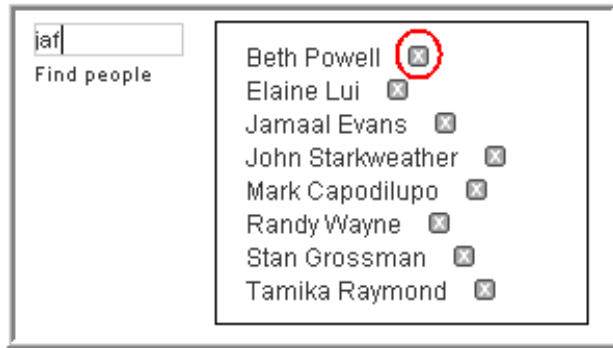 jaf
Find people
Beth Powell x
Elaine Lui x
Jamaal Evans x
John Starkweather x
Mark Capodilupo x
Randy Wayne x
Stan Grossman x
Tamika Raymond x